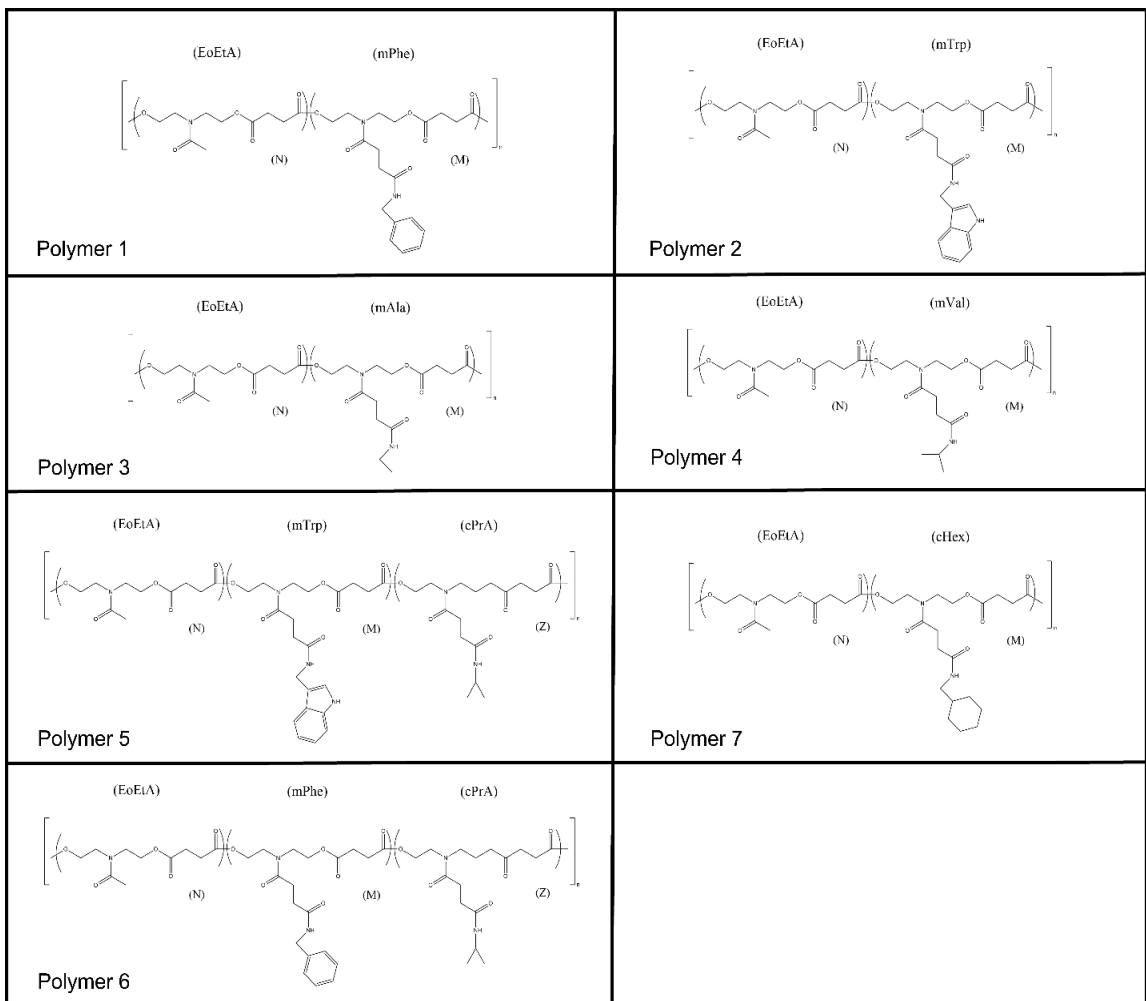 (EoEtA) (mPhe)
O O
O N O O N O
O O O O
n
(N) (M)
O
NH
Polymer 1
(EoEtA) (mTrp)
O O
O N O O N O
O O O O
n
(N) (M)
O
NH
NH
Polymer 2
(EoEtA) (mAla)
O O
O N O O N O
O O O O
n
(N) (M)
O
NH
Polymer 3
(EoEtA) (mVal)
O O
O N O O N O
O O O O
n
(N) (M)
O
NH
Polymer 4
(EoEtA) (mTrp) (cPrA)
O O O
O N O O N O O N
O O O O O O
n
(N) (M) (Z)
O O
NH NH
NH
Polymer 5
(EoEtA) (cHex)
O O
O N O O N O
O O O O
n
(N) (M)
O
NH
Polymer 7
(EoEtA) (mPhe) (cPrA)
O O O
O N O O N O O N
O O O O O O
n
(N) (M) (Z)
O O
NH NH
Polymer 6